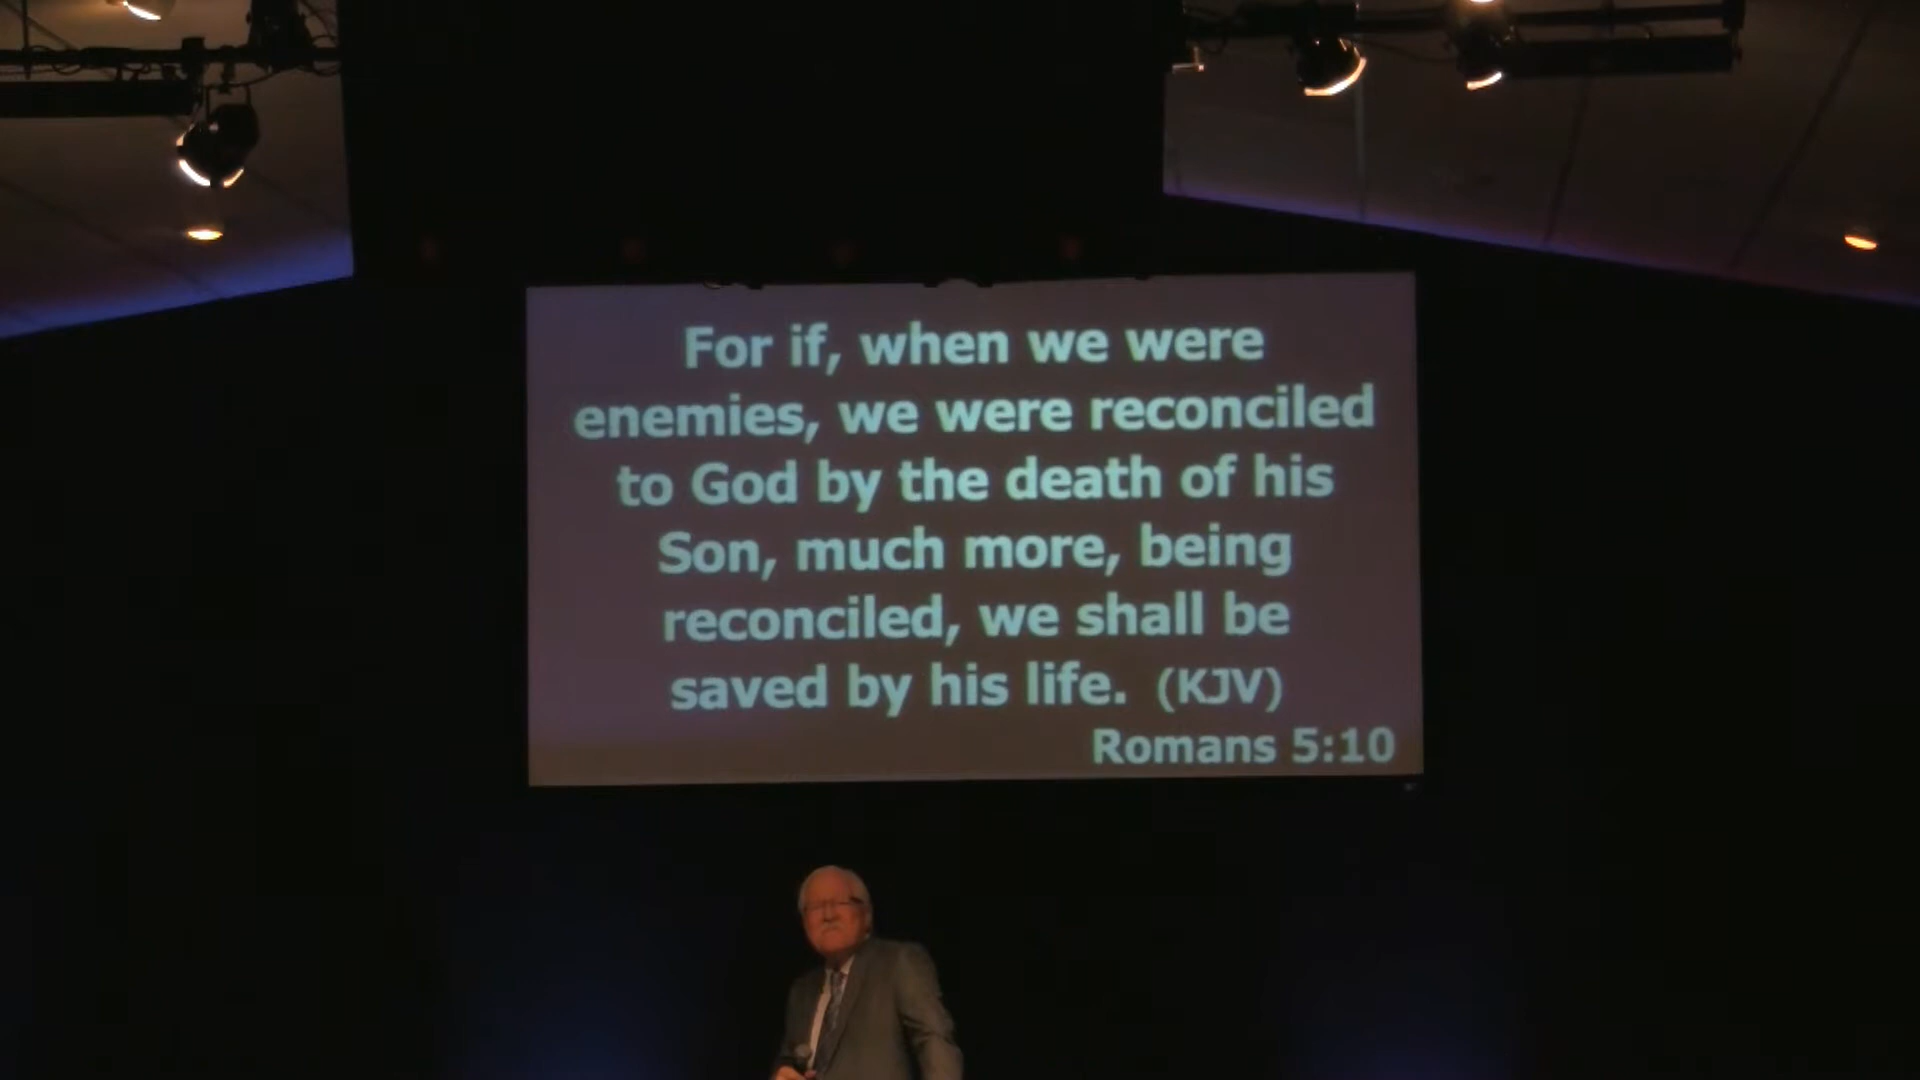 For if, when we were
enemies, we were reconciled
to God by the death of his
Son, much more, being
reconciled, we shall be
saved by his life. (KJV)
Romans 5:10